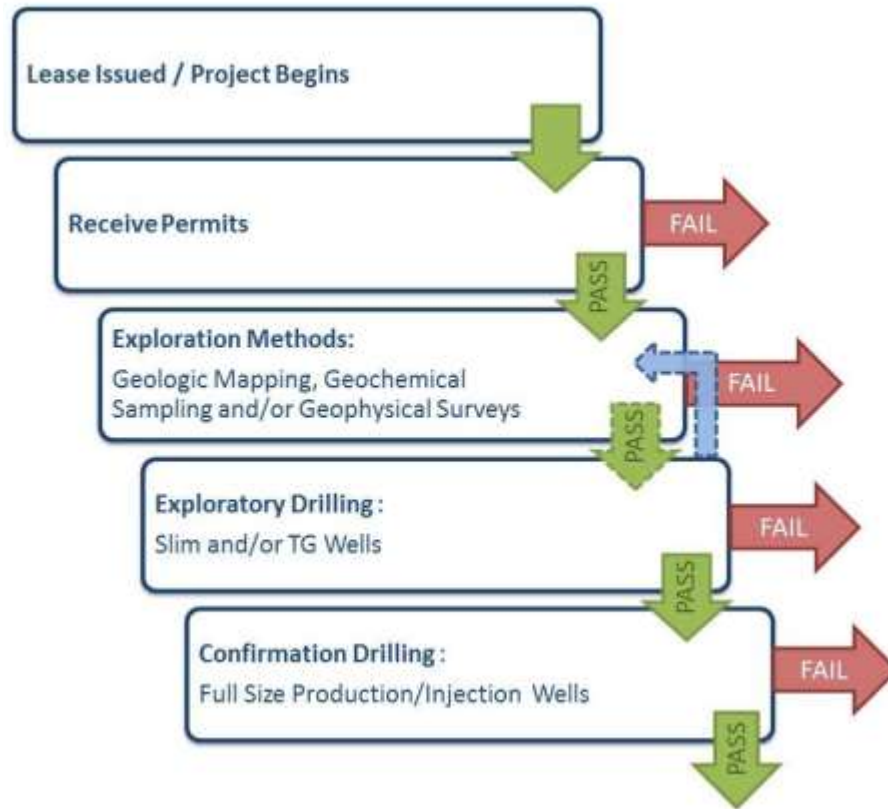 Lease Issued / Project Begins
Receive Permits
FAIL
PASS
Exploration Methods:
Geologic Mapping, Geochemical
Sampling and/or Geophysical Surveys
FAIL
PASS
Exploratory Drilling :
Slim and/or TG Wells
FAIL
PASS
Confirmation Drilling :
Full Size Production/Injection Wells
FAIL
PASS